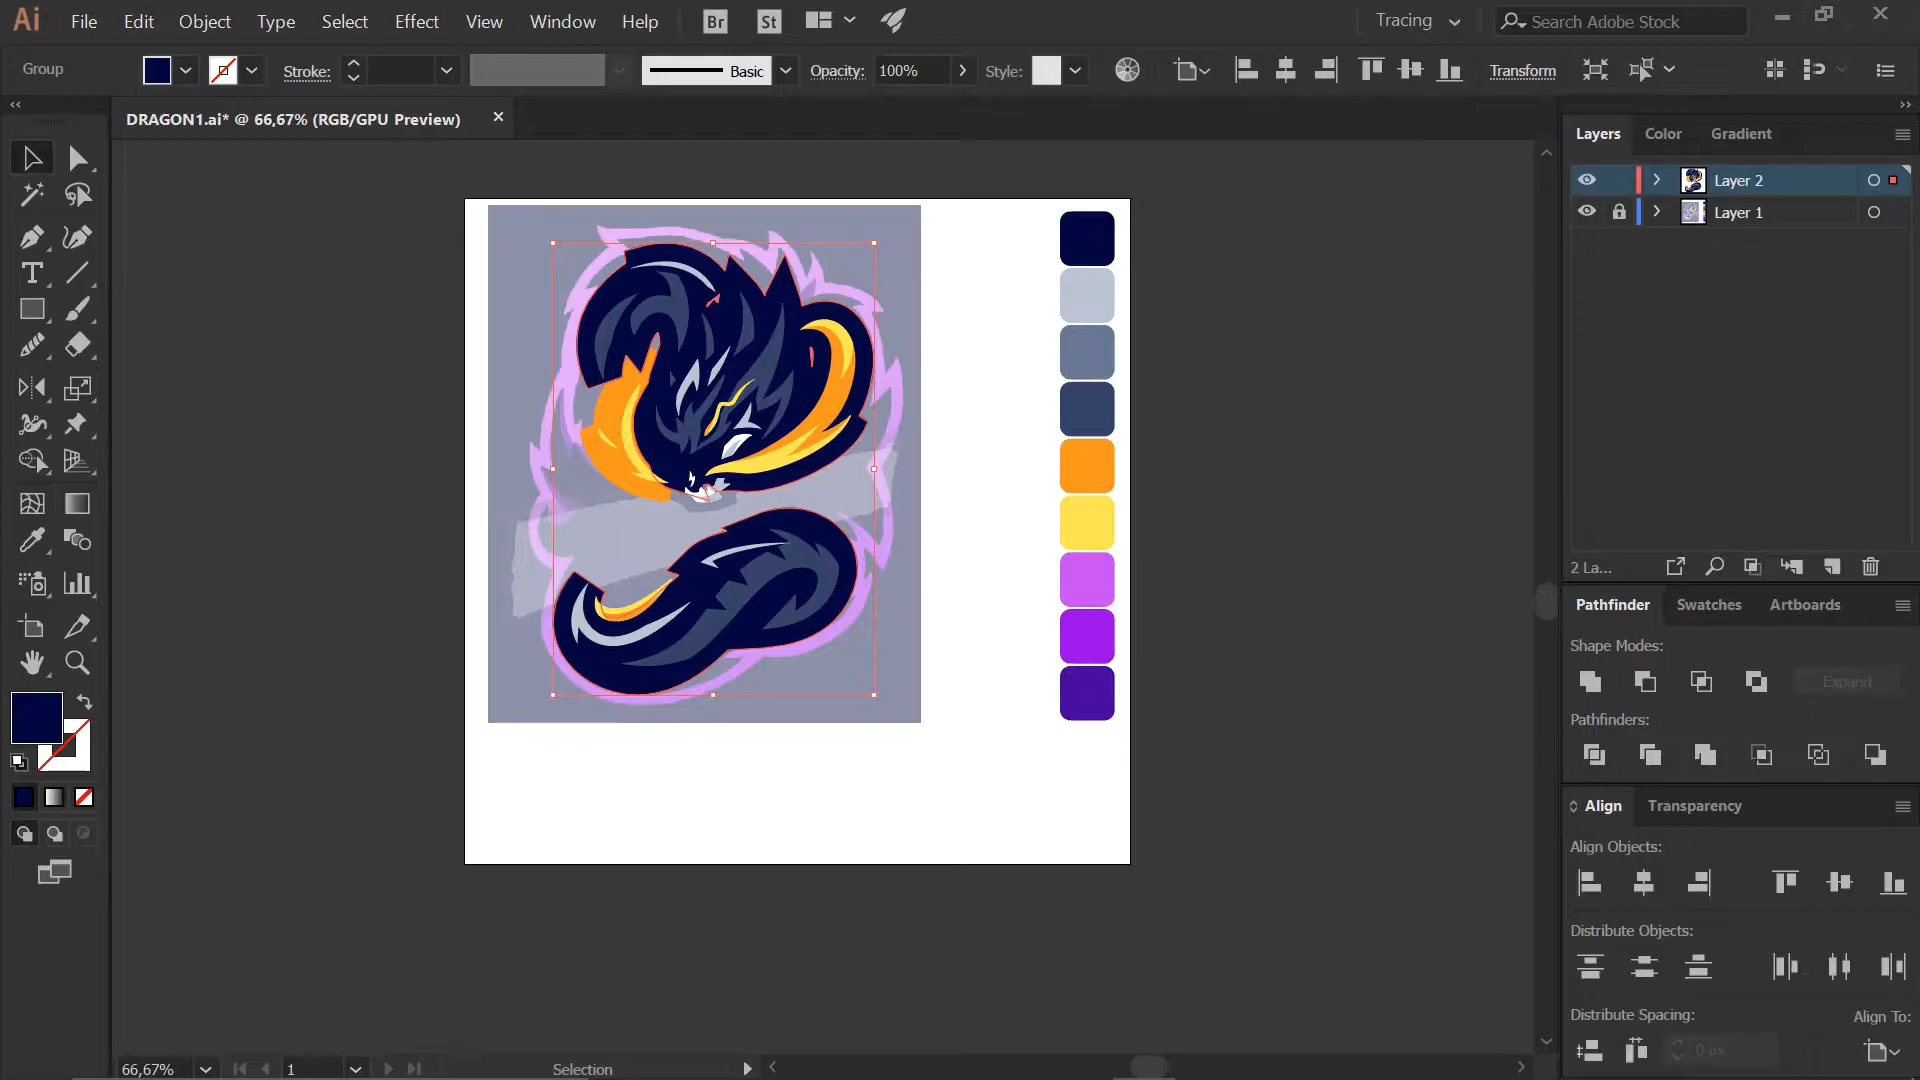 Ai File Edit Object Type Select Effect View Window Help Br St Tracing Search Adobe Stock
Group Stroke: Basic Opacity: 100% Style: Transform
DRAGON1.ai* @ 66,67% (RGB/GPU Preview)
Layers Color Gradient
Layer 2
Layer 1
2 La...
Pathfinder Swatches Artboards
Shape Modes:
Expand
Pathfinders:
Align Transparency
Align Objects:
Distribute Objects:
Distribute Spacing: Align To:
0 px
66,67% 1 Selection